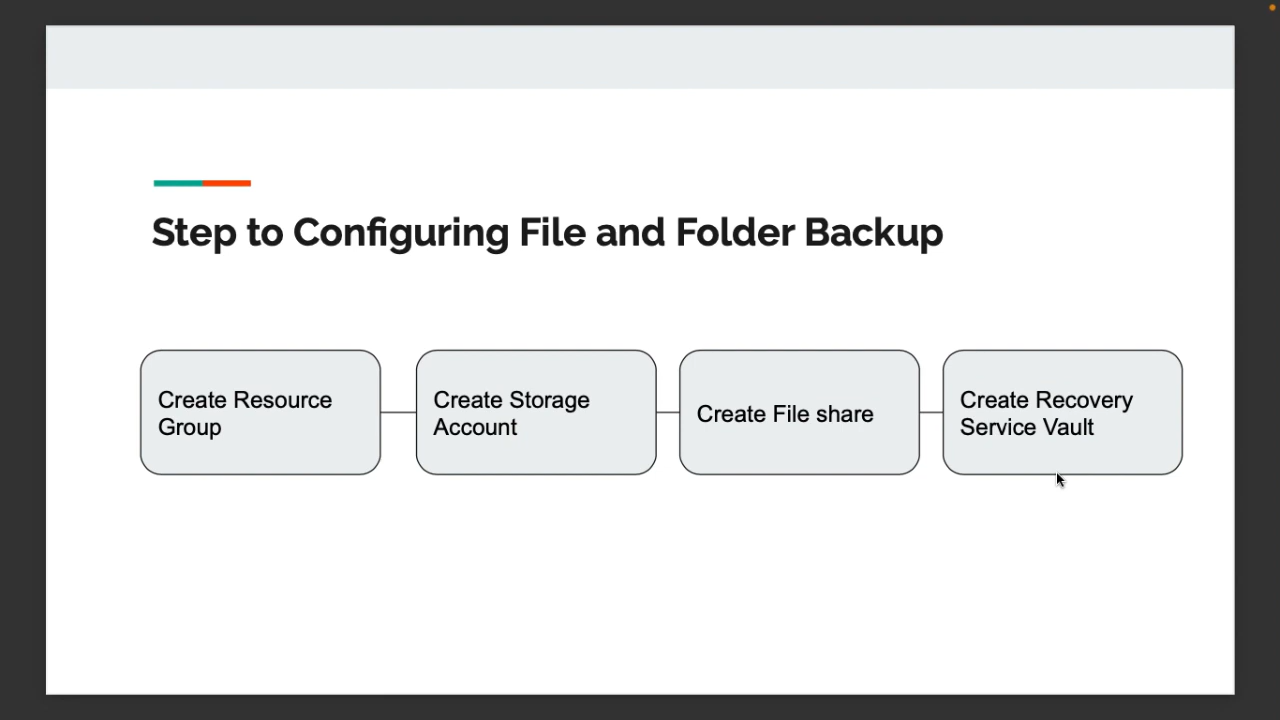 Step to Configuring File and Folder Backup
Create Resource
Group
Create Storage
Account
Create File share
Create Recovery
Service Vault